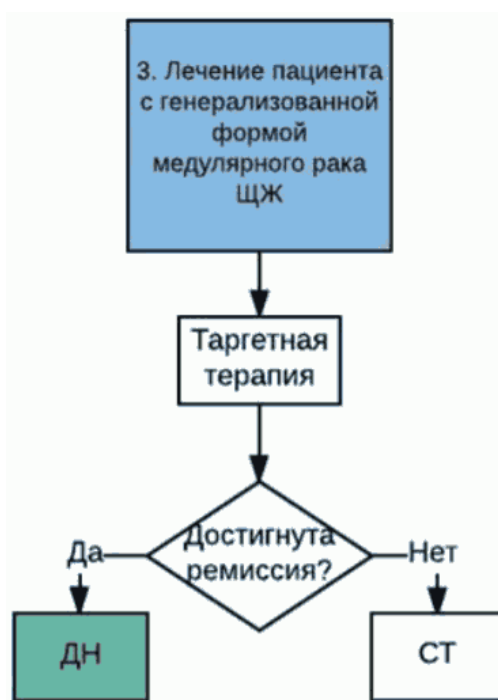 3. Лечение пациента
с генерализованной
формой
медулярного рака
ЩЖ
Таргетная
терапия
Достигнута
ремиссия?
Да
Нет
ДН
СТ